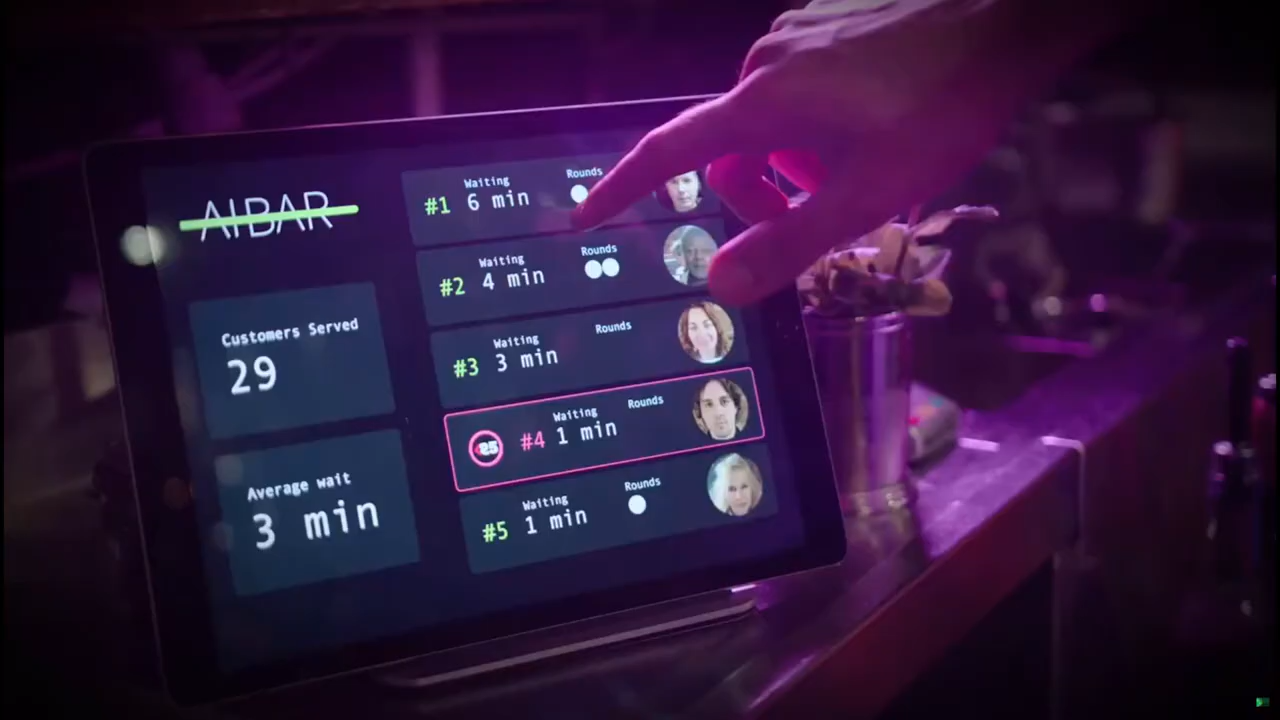 AIBAR
Customers Served
29
Average wait
3 min
#1
Waiting
6 min
Rounds
#2
Waiting
4 min
Rounds
#3
Waiting
3 min
Rounds
25
#4
Waiting
1 min
Rounds
#5
Waiting
1 min
Rounds